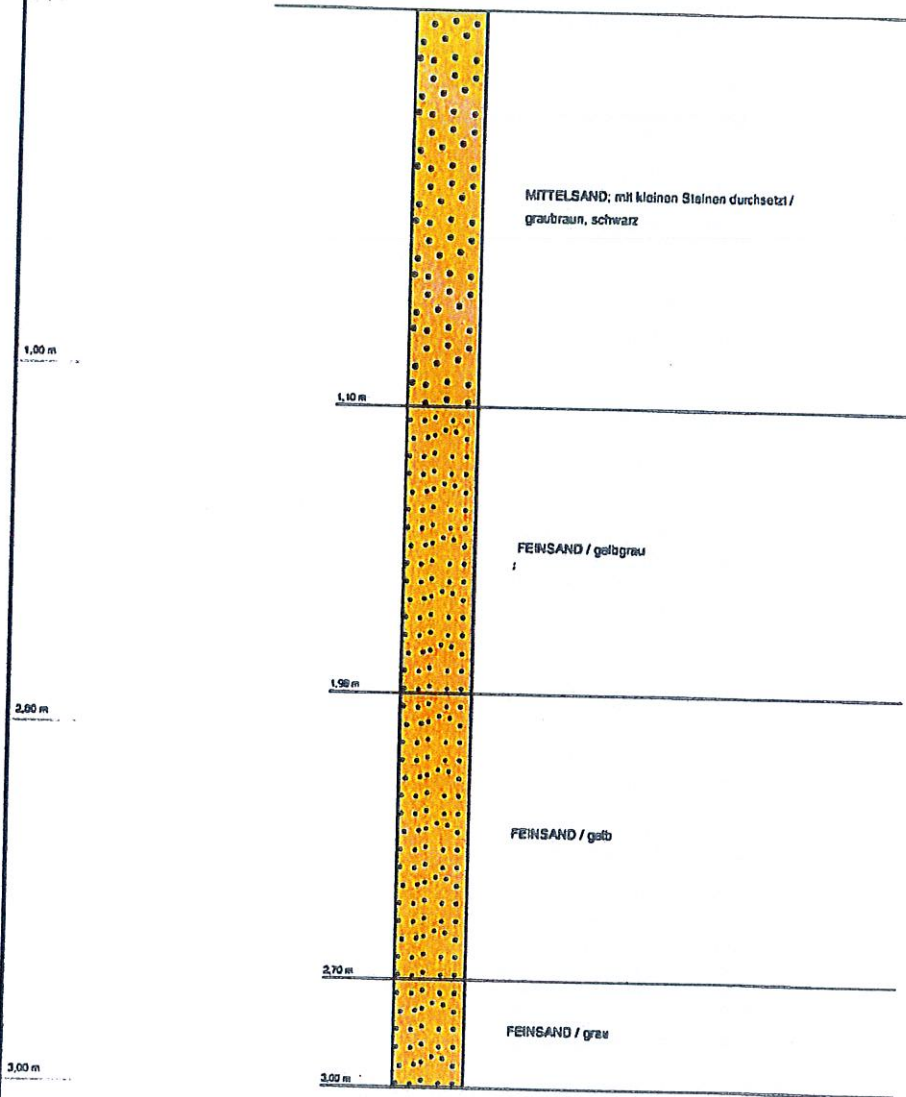 MITTELSAND; mit kleinen Steinen durchsetzt /
graubraun, schwarz
1,00 m
1,10 m
FEINSAND / gelbgrau
1,90 m
2,00 m
FEINSAND / gelb
2,70 m
FEINSAND / grau
3,00 m
3,00 m